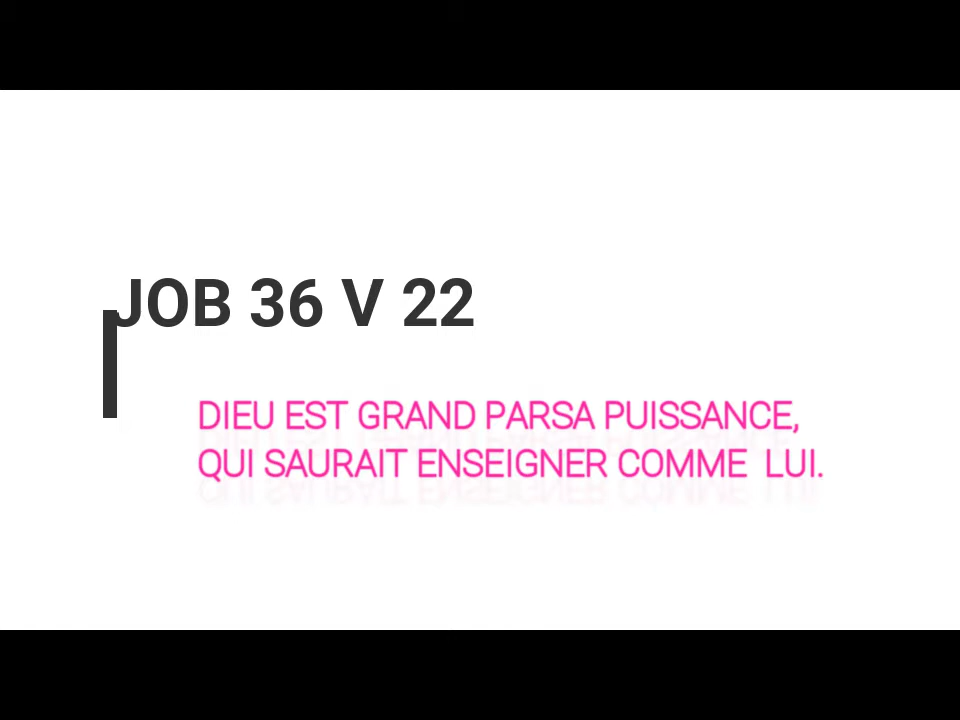 JOB 36 V 22
DIEU EST GRAND PARSA PUISSANCE,
QUI SAURAIT ENSEIGNER COMME LUI.